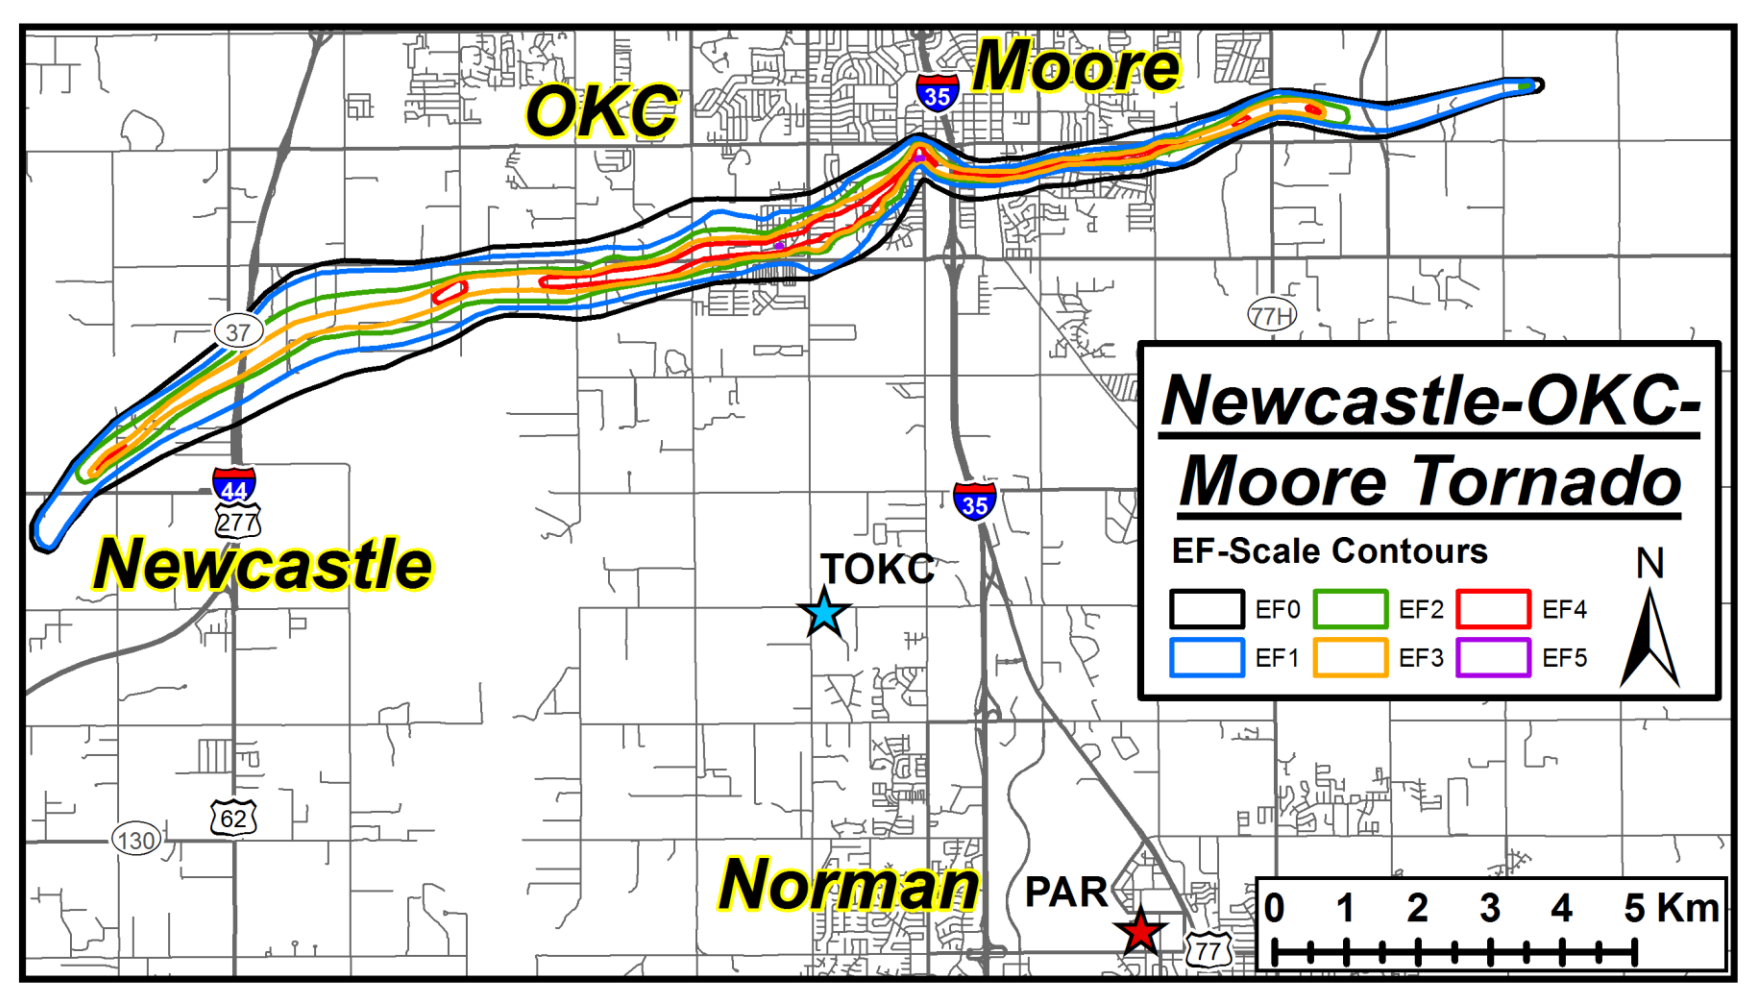 Moore
35
OKC
37
77H
Newcastle-OKC-
Moore Tornado
EF-Scale Contours
N
EF0 EF2 EF4
EF1 EF3 EF5
44
277
35
Newcastle
TOKC
62
130
Norman
PAR
77
0 1 2 3 4 5 Km